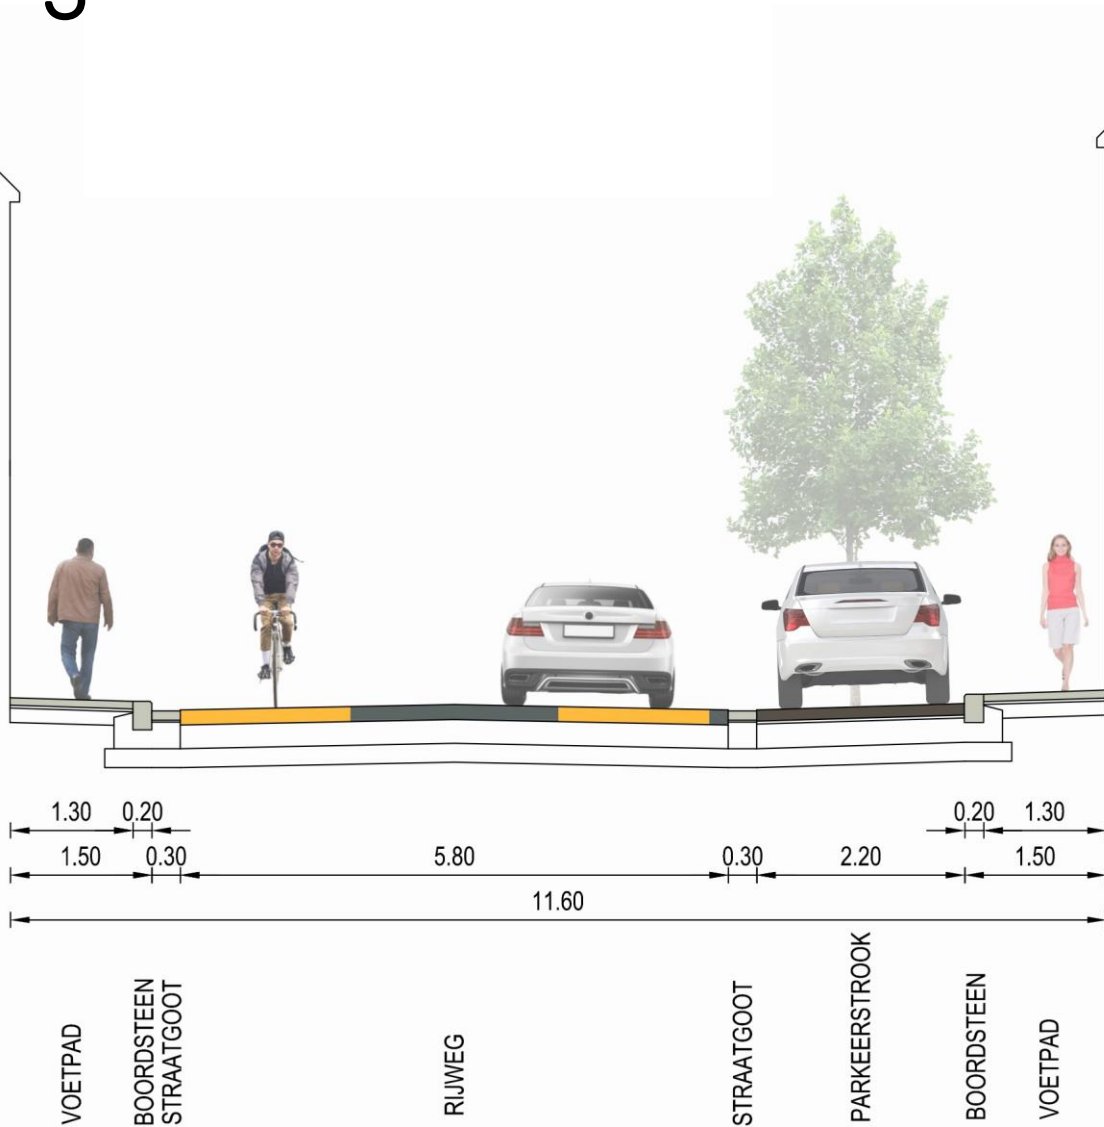 1.30 0.20 0.20 1.30
1.50 0.30 5.80 0.30 2.20 1.50
11.60
VOETPAD
BOORDSTEEN
STRAATGOOT
RIJWEG
STRAATGOOT
PARKEERSTROOK
BOORDSTEEN
VOETPAD